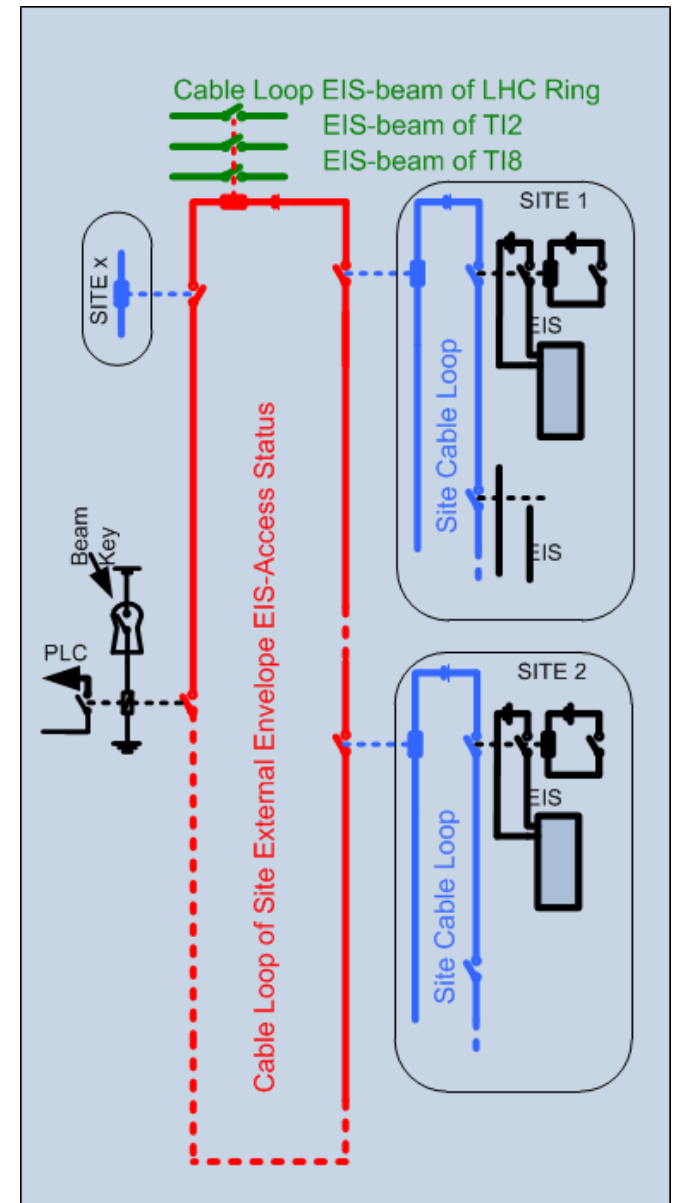 Cable Loop EIS-beam of LHC Ring
EIS-beam of TI2
EIS-beam of TI8
SITE x
SITE 1
EIS
Site Cable Loop
EIS
Cable Loop of Site External Envelope EIS-Access Status
Beam
Key
PLC
SITE 2
EIS
Site Cable Loop